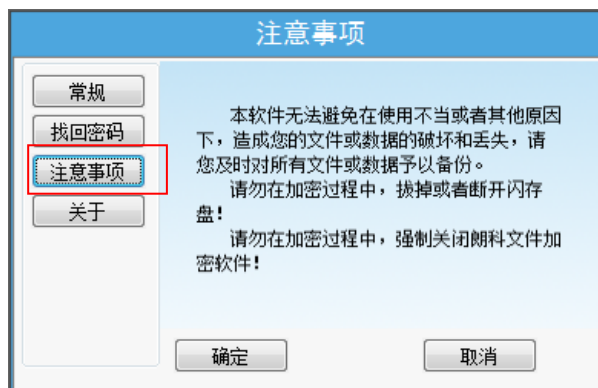 注意事项
常规
找回密码
注意事项
关于
本软件无法避免在使用不当或者其他原因
下，造成您的文件或数据的破坏和丢失，请
您及时对所有文件或数据予以备份。
请勿在加密过程中，拔掉或者断开闪存
盘！
请勿在加密过程中，强制关闭朗科文件加
密软件！
确定
取消